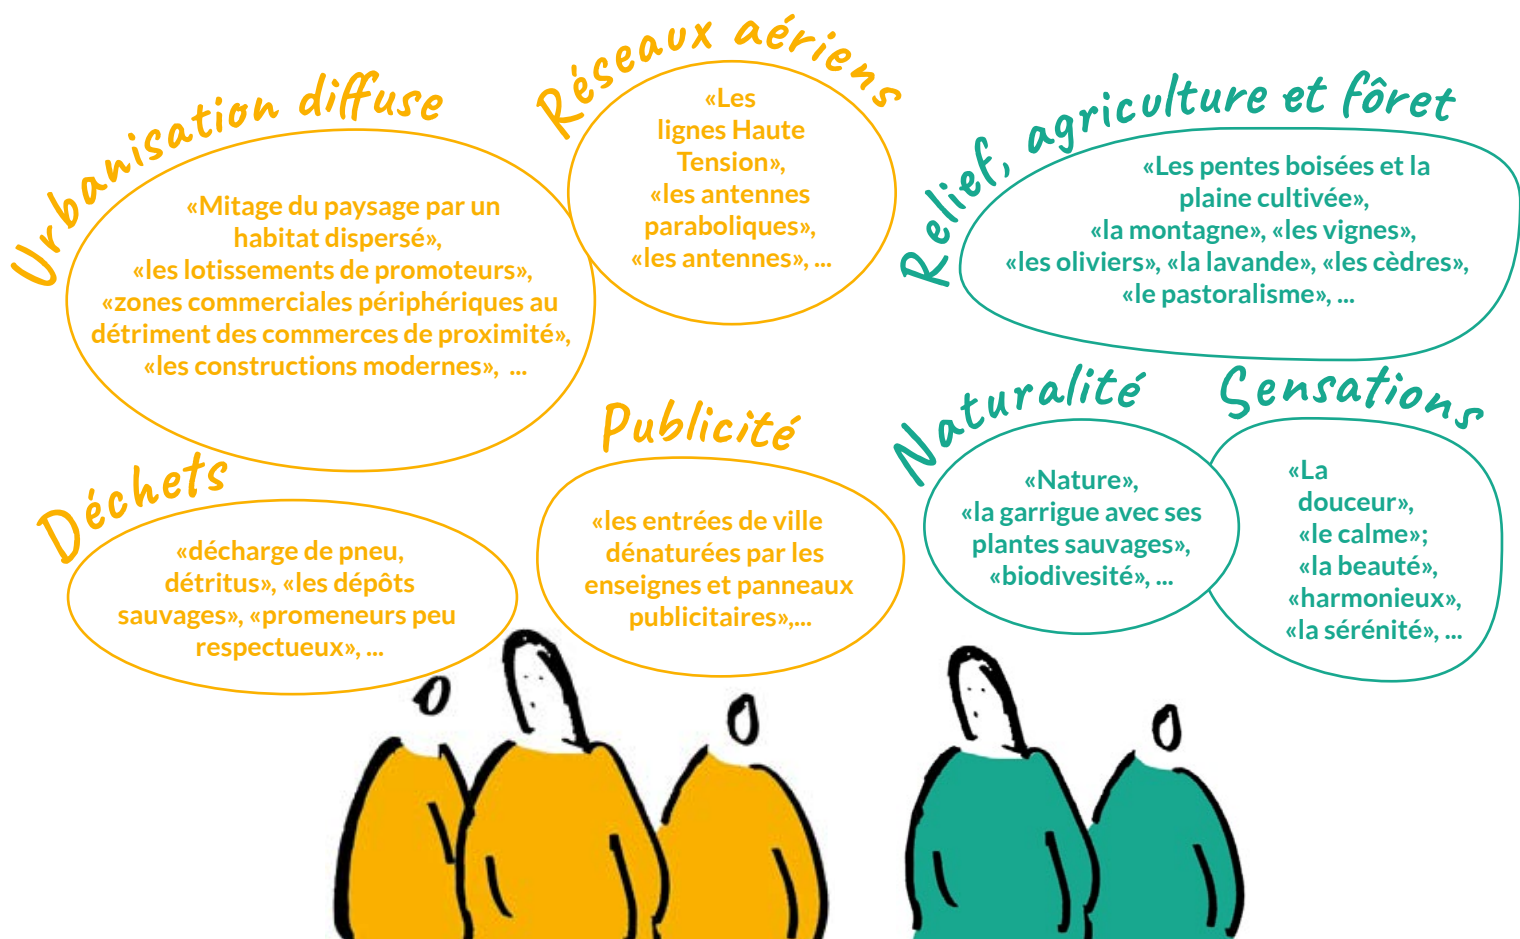 Urbanisation diffuse
«Mitage du paysage par un
habitat dispersé»,
«les lotissements de promoteurs»,
«zones commerciales périphériques au
détriment des commerces de proximité»,
«les constructions modernes», ...
Réseaux aériens
«Les
lignes Haute
Tension»,
«les antennes
paraboliques»,
«les antennes», ...
Relief, agriculture et fôret
«Les pentes boisées et la
plaine cultivée»,
«la montagne», «les vignes»,
«les oliviers», «la lavande», «les cèdres»,
«le pastoralisme», ...
Déchets
«décharge de pneu,
détritus», «les dépôts
sauvages», «promeneurs peu
respectueux», ...
Publicité
«les entrées de ville
dénaturées par les
enseignes et panneaux
publicitaires»,...
Naturalité
«Nature»,
«la garrigue avec ses
plantes sauvages»,
«biodivesité», ...
Sensations
«La
douceur»,
«le calme»;
«la beauté»,
«harmonieux»,
«la sérénité», ...